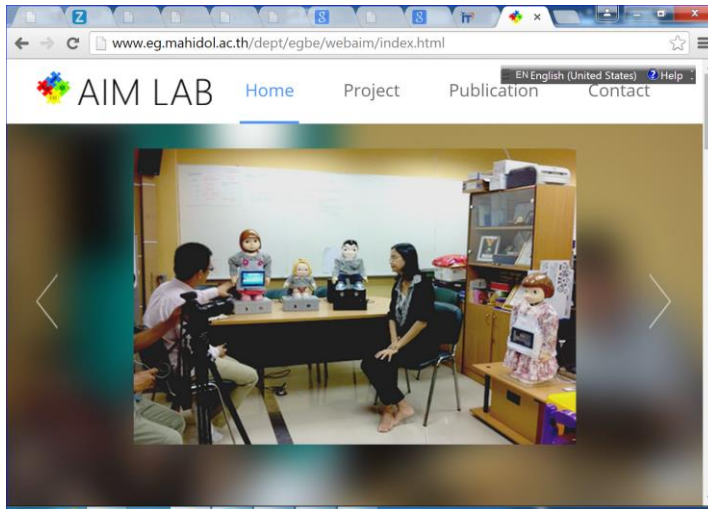 www.eg.mahidol.ac.th/dept/egbe/webaim/index.html
EN English (United States) Help
AIM LAB Home Project Publication Contact